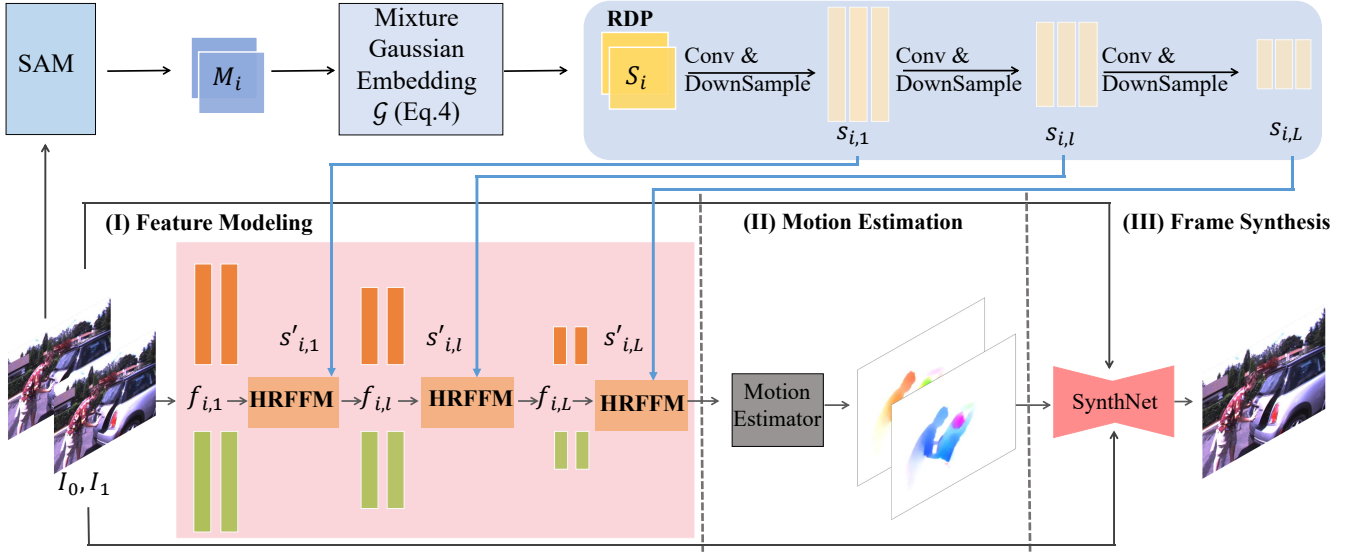 SAM
M_i
Mixture
Gaussian
Embedding
𝒢 (Eq.4)
RDP
S_i
Conv &
DownSample
Conv &
DownSample
Conv &
DownSample
s_{i,1}
s_{i,l}
s_{i,L}
(I) Feature Modeling
(II) Motion Estimation
(III) Frame Synthesis
s′_{i,1}
s′_{i,l}
s′_{i,L}
f_{i,1}
HRFFM
f_{i,l}
HRFFM
f_{i,L}
HRFFM
Motion
Estimator
SynthNet
I_0, I_1